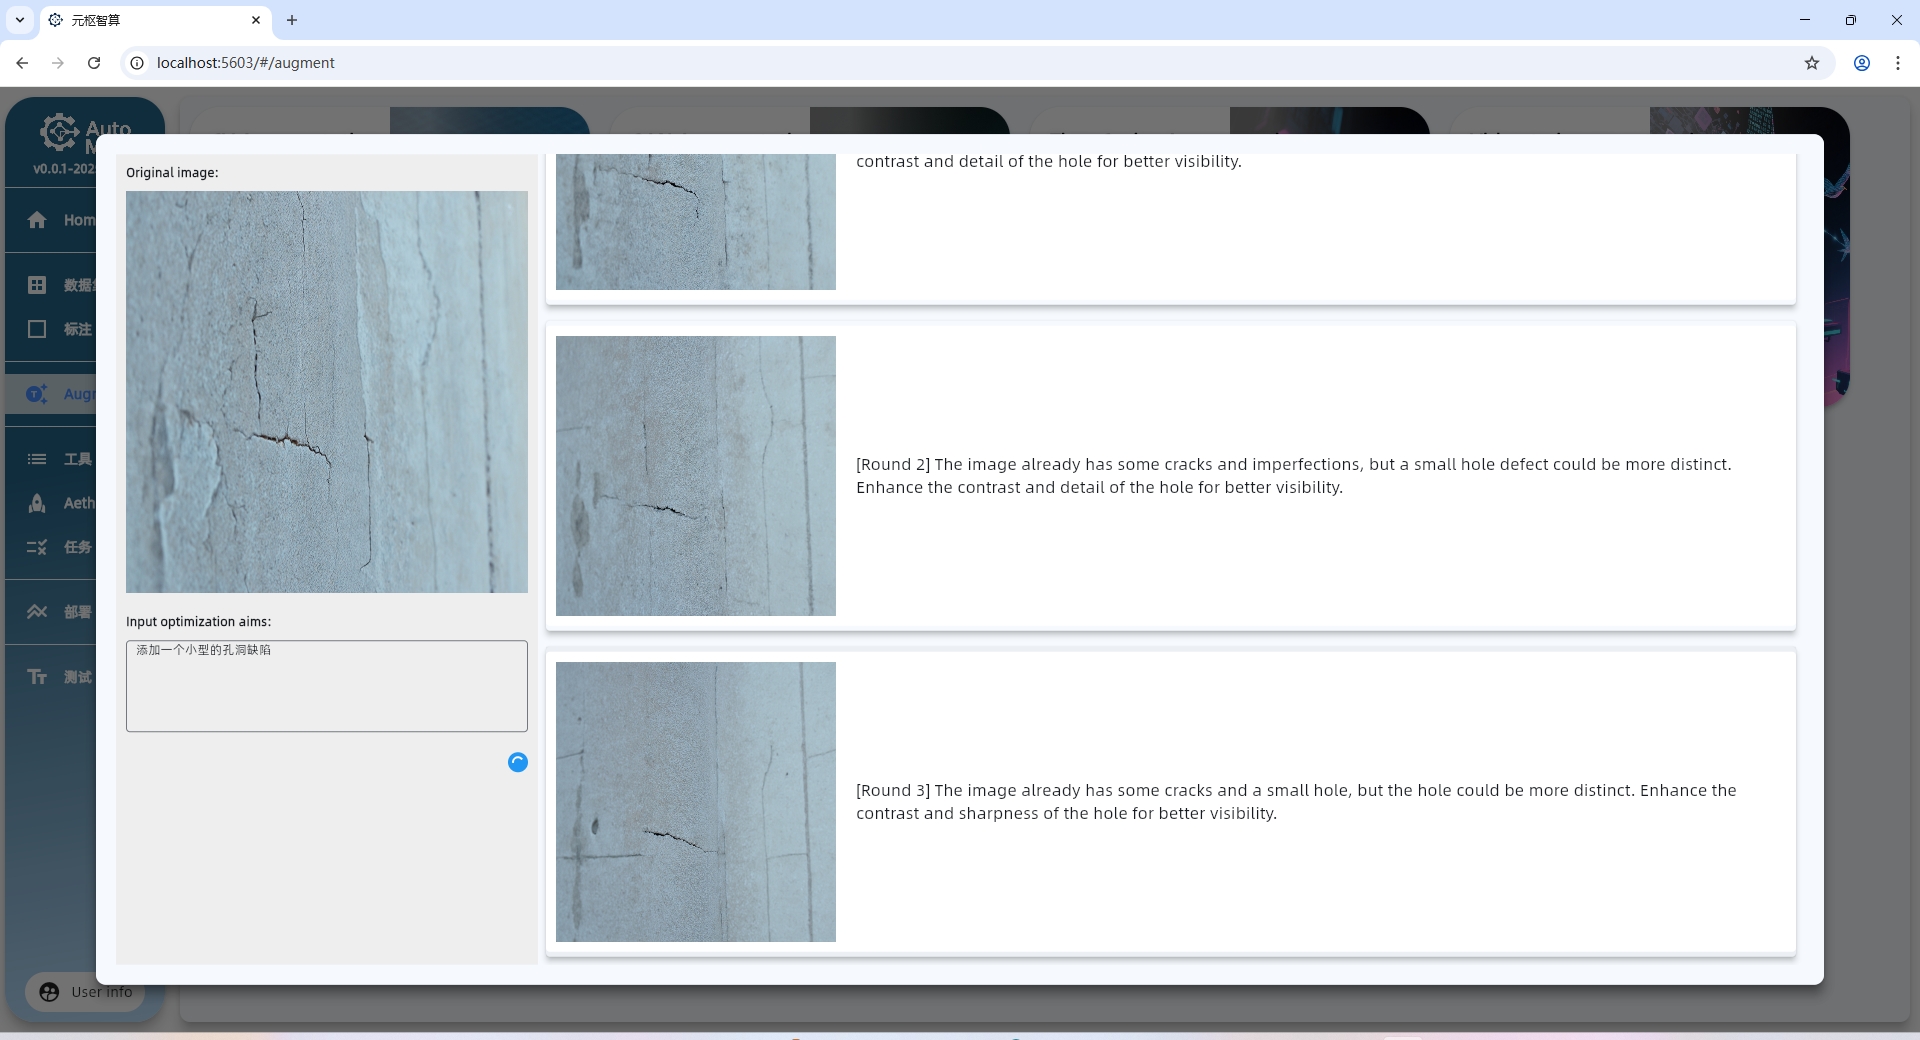 元枢智算
localhost:5603/#/augment
Auto
v0.0.1-202
Hom
数据
标注
Aug
工具
Aeth
任务
部署
测试
User Info
Original image:
Input optimization aims:
添加一个小型的孔洞缺陷
contrast and detail of the hole for better visibility.
[Round 2] The image already has some cracks and imperfections, but a small hole defect could be more distinct.
Enhance the contrast and detail of the hole for better visibility.
[Round 3] The image already has some cracks and a small hole, but the hole could be more distinct. Enhance the
contrast and sharpness of the hole for better visibility.